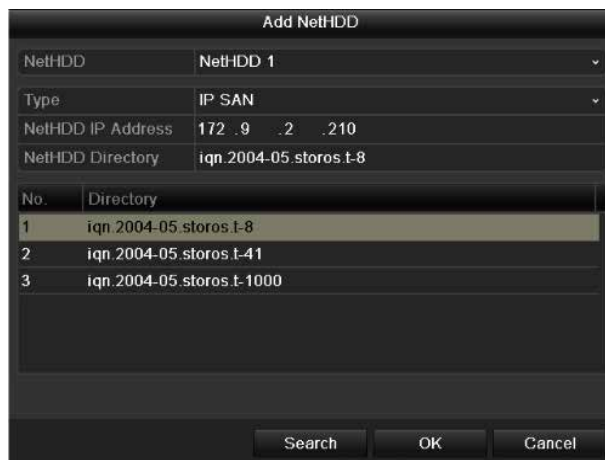 Add NetHDD
NetHDD NetHDD 1
Type IP SAN
NetHDD IP Address 172 .9 .2 .210
NetHDD Directory iqn.2004-05.storos.t-8
No. Directory
1 iqn.2004-05.storos.t-8
2 iqn.2004-05.storos.t-41
3 iqn.2004-05.storos.t-1000
Search OK Cancel